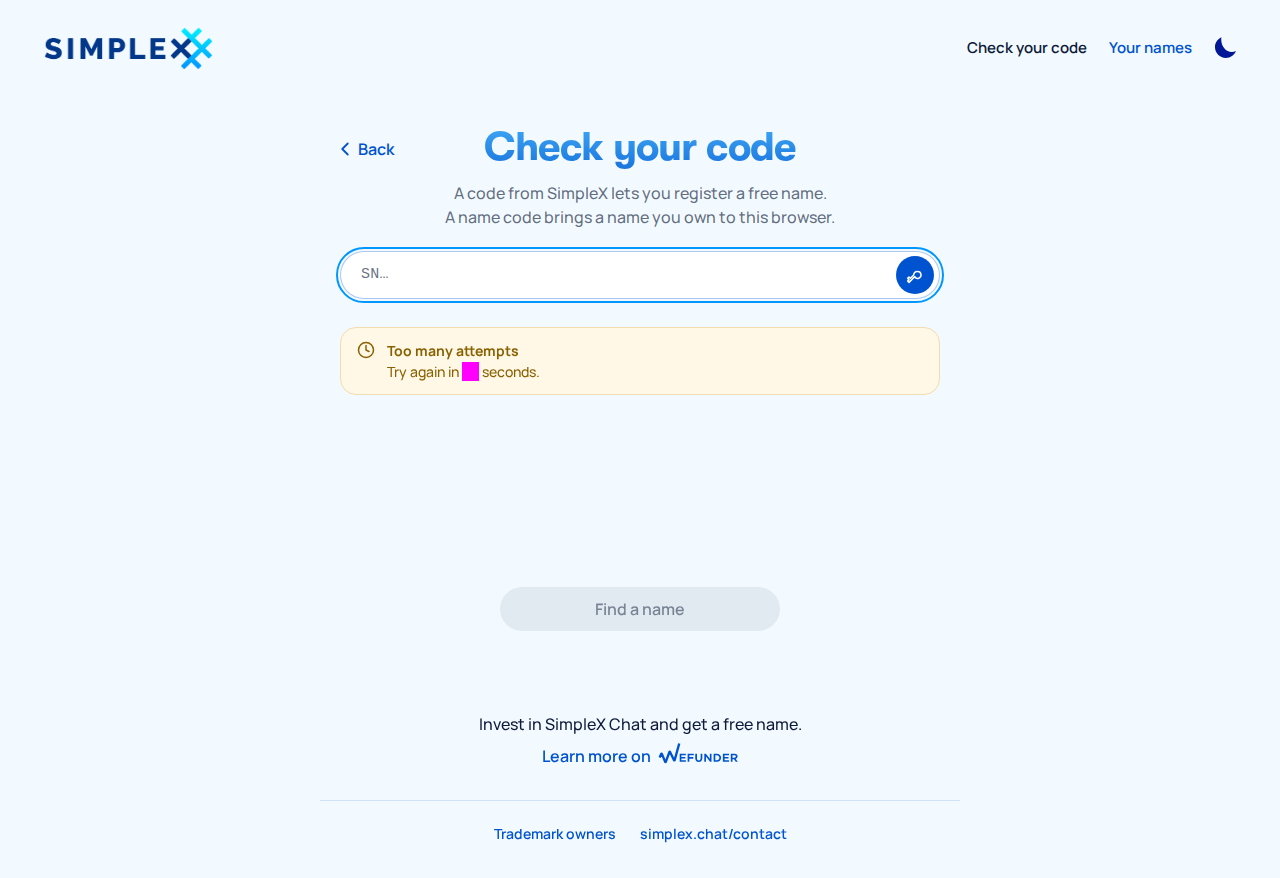 SIMPLEX
Check your code
Your names
Back
Check your code
A code from SimpleX lets you register a free name.
A name code brings a name you own to this browser.
SN…
Too many attempts
Try again in seconds.
Find a name
Invest in SimpleX Chat and get a free name.
Learn more on WEFUNDER
Trademark owners
simplex.chat/contact